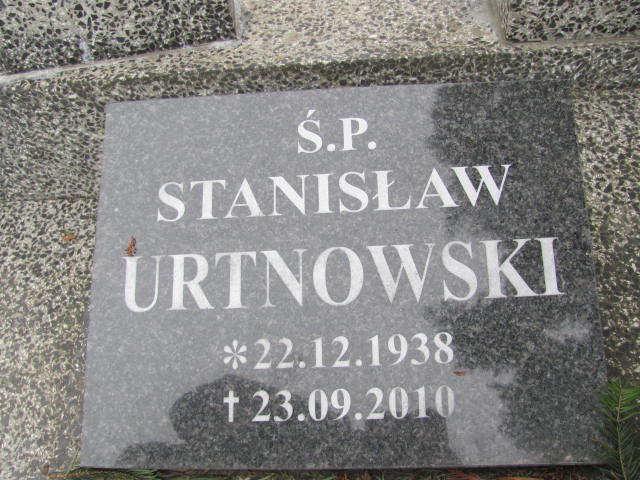 Ś.P.
STANISŁAW
URTNOWSKI
*22.12.1938
†23.09.2010